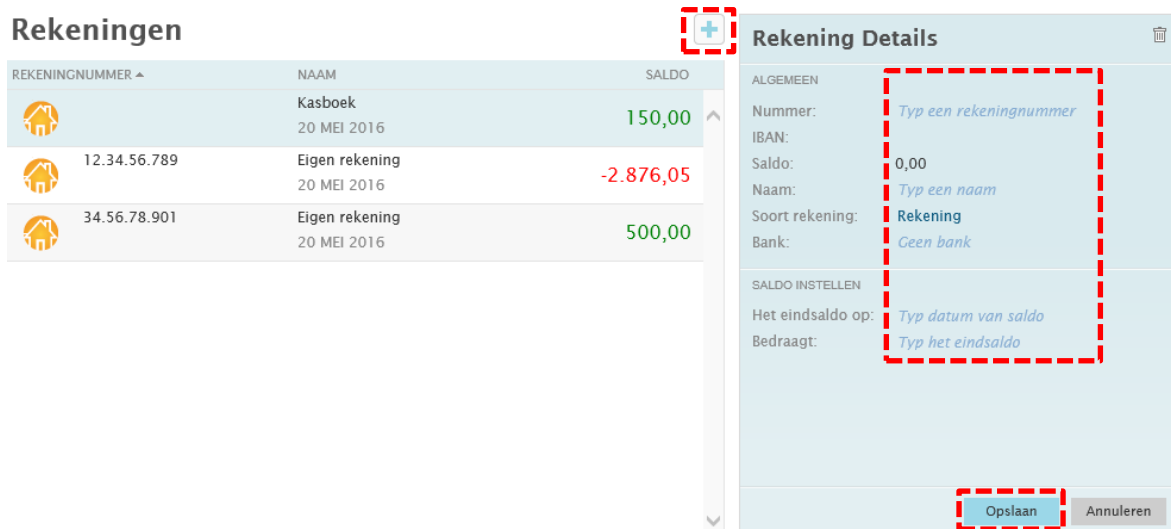 Rekeningen
REKENINGNUMMER NAAM SALDO
Kasboek
20 MEI 2016
150,00
12.34.56.789 Eigen rekening
20 MEI 2016
-2.876,05
34.56.78.901 Eigen rekening
20 MEI 2016
500,00
Rekening Details
ALGEMEEN
Nummer: Typ een rekeningnummer
IBAN:
Saldo: 0,00
Naam: Typ een naam
Soort rekening: Rekening
Bank: Geen bank
SALDO INSTELLEN
Het eindsaldo op: Typ datum van saldo
Bedraagt: Typ het eindsaldo
Opslaan Annuleren